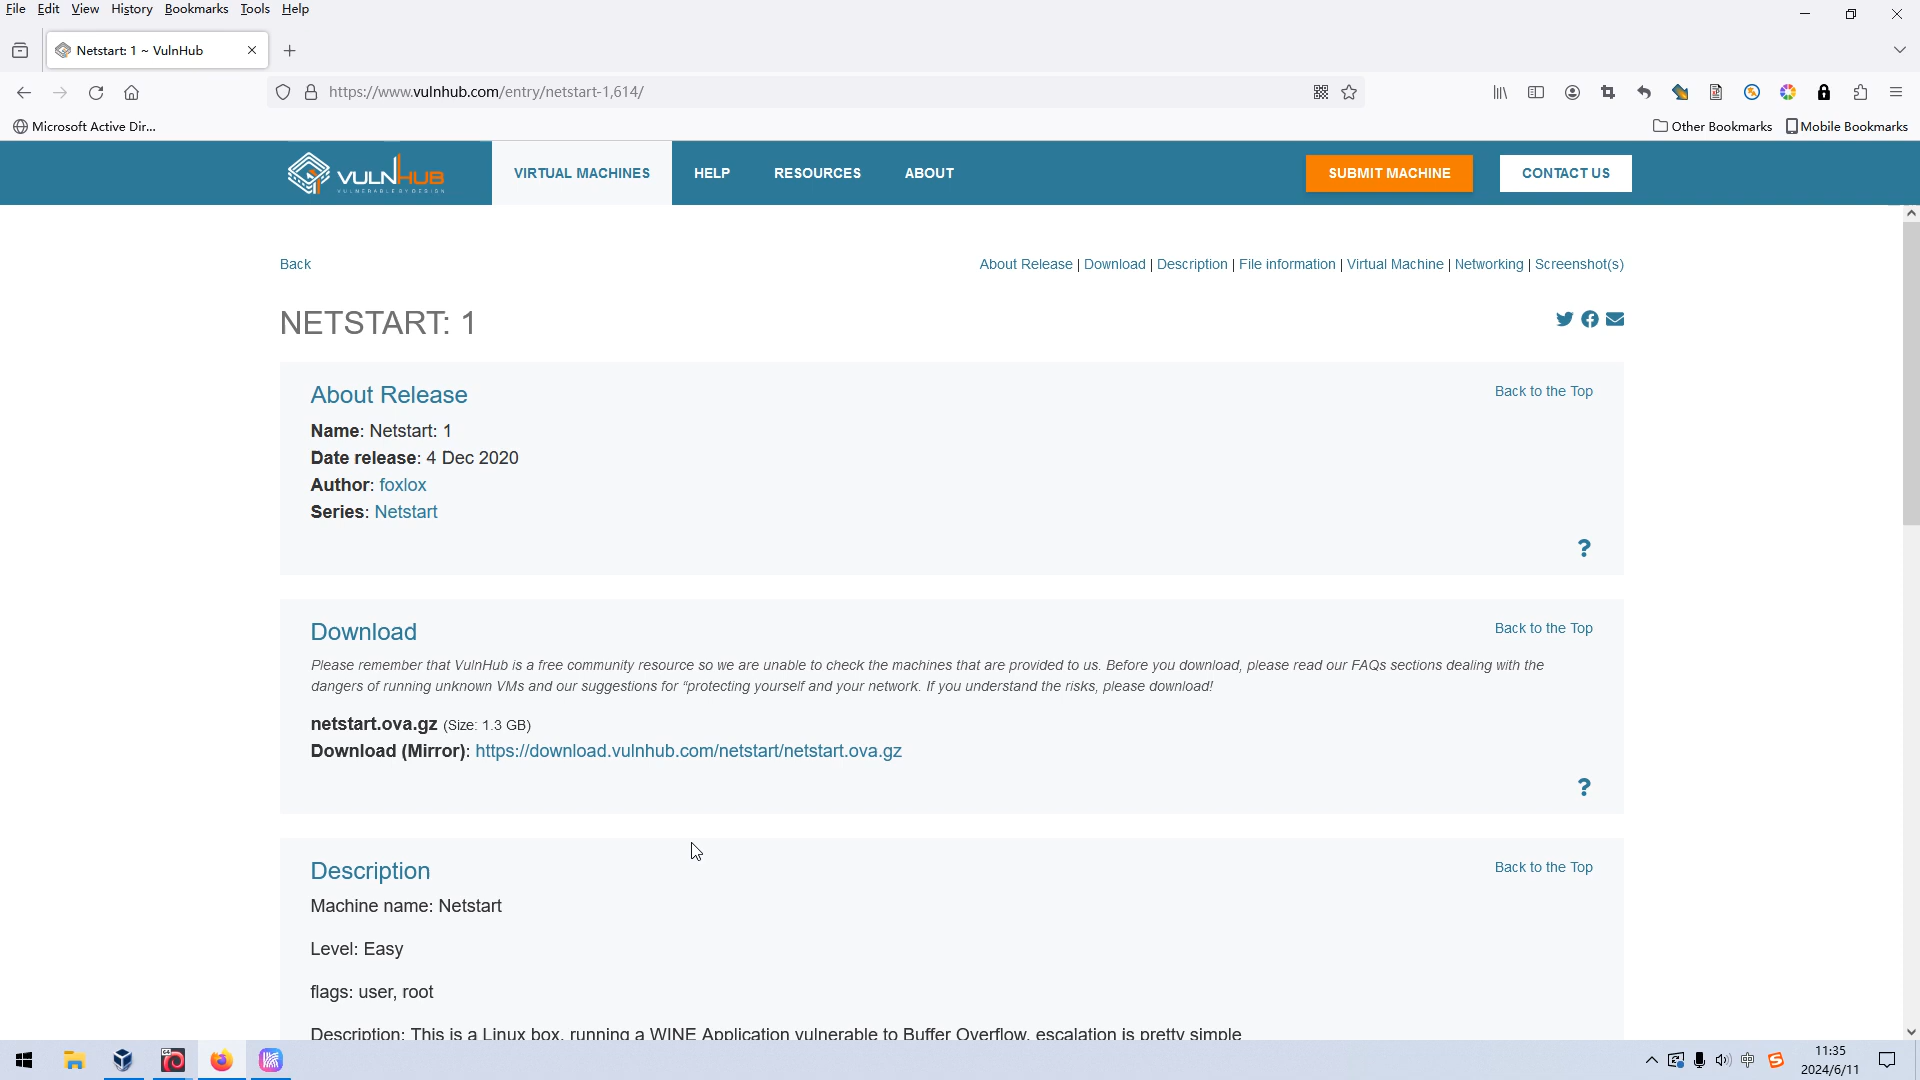 File Edit View History Bookmarks Tools Help
Netstart: 1 ~ VulnHub
https://www.vulnhub.com/entry/netstart-1,614/
Microsoft Active Dir...
Other Bookmarks
Mobile Bookmarks
VULNHUB
VULNERABLE BY DESIGN
VIRTUAL MACHINES
HELP
RESOURCES
ABOUT
SUBMIT MACHINE
CONTACT US
Back
About Release | Download | Description | File information | Virtual Machine | Networking | Screenshot(s)
NETSTART: 1
About Release
Back to the Top
Name: Netstart: 1
Date release: 4 Dec 2020
Author: foxlox
Series: Netstart
?
Download
Back to the Top
Please remember that VulnHub is a free community resource so we are unable to check the machines that are provided to us. Before you download, please read our FAQs sections dealing with the
dangers of running unknown VMs and our suggestions for “protecting yourself and your network. If you understand the risks, please download!
netstart.ova.gz (Size: 1.3 GB)
Download (Mirror): https://download.vulnhub.com/netstart/netstart.ova.gz
?
Description
Back to the Top
Machine name: Netstart
Level: Easy
flags: user, root
Description: This is a Linux box, running a WINE Application vulnerable to Buffer Overflow, escalation is pretty simple
64
中
S
11:35
2024/6/11